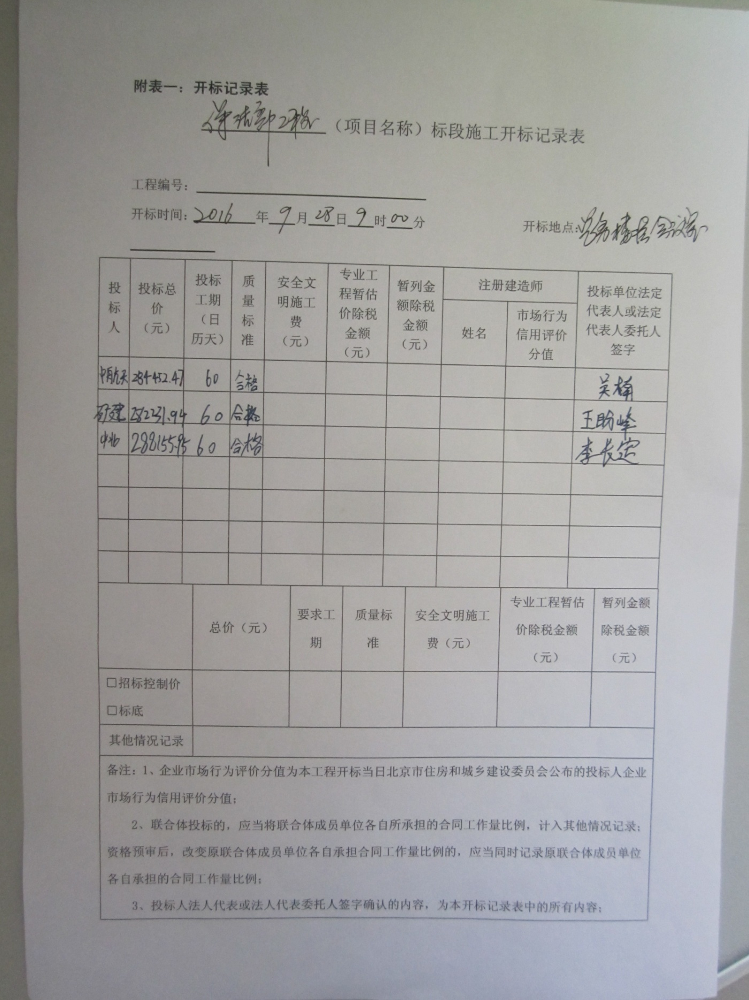 附表一：开标记录表
保洁部工程（项目名称）标段施工开标记录表
工程编号：
开标时间：2016年9月28日9时00分
开标地点：会议室
投标人
投标总价（元）
投标工期（日历天）
质量标准
安全文明施工费（元）
专业工程暂估价除税金额（元）
暂列金额除税金额（元）
注册建造师
姓名
市场行为信用评价分值
投标单位法定代表人或法定代表人委托人签字
中航天 284452.47 60 合格 吴楠
矿建 282231.94 60 合格 王盼峰
中北 288155.95 60 合格 李长宏
总价（元）
要求工期
质量标准
安全文明施工费（元）
专业工程暂估价除税金额（元）
暂列金额除税金额（元）
□招标控制价
□标底
其他情况记录
备注：1、企业市场行为评价分值为本工程开标当日北京市住房和城乡建设委员会公布的投标人企业
市场行为信用评价分值；
2、联合体投标的，应当将联合体成员单位各自所承担的合同工作量比例，计入其他情况记录；
资格预审后，改变原联合体成员单位各自承担合同工作量比例的，应当同时记录原联合体成员单位
各自承担的合同工作量比例；
3、投标人法人代表或法人代表委托人签字确认的内容，为本开标记录表中的所有内容；